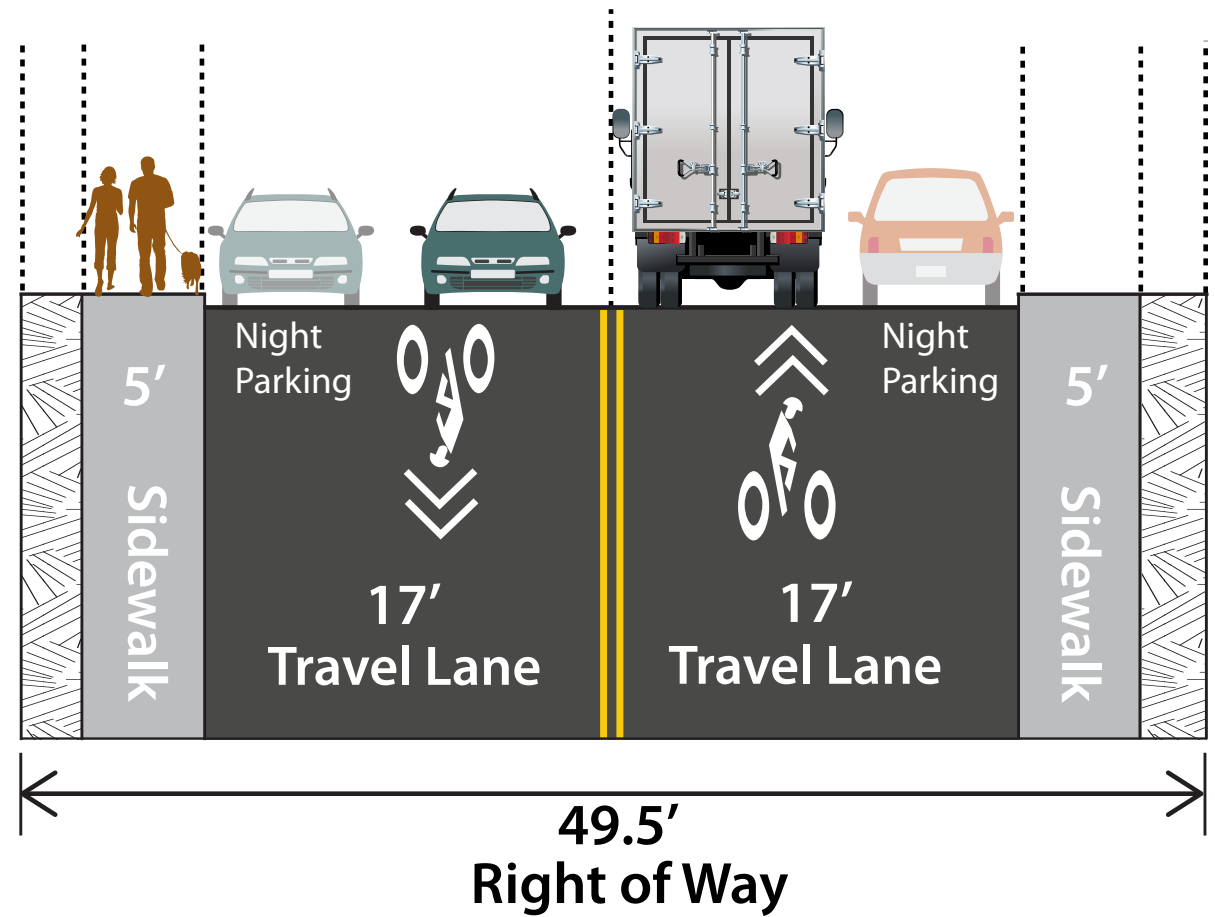 Night
Parking
Night
Parking
5′
5′
Sidewalk
Sidewalk
17′
Travel Lane
17′
Travel Lane
49.5′
Right of Way